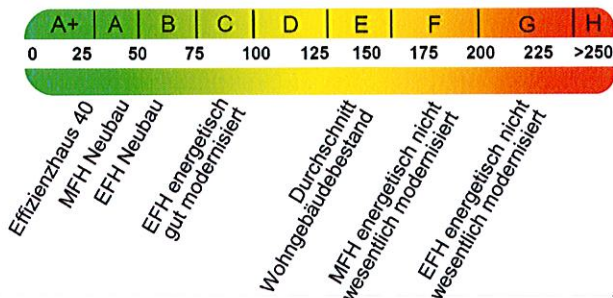 A+ A B C D E F G H
0 25 50 75 100 125 150 175 200 225 >250
Effizienzhaus 40
MFH Neubau
EFH Neubau
EFH energetisch
gut modernisiert
Durchschnitt
Wohngebäudebestand
MFH energetisch nicht
wesentlich modernisiert
EFH energetisch nicht
wesentlich modernisiert